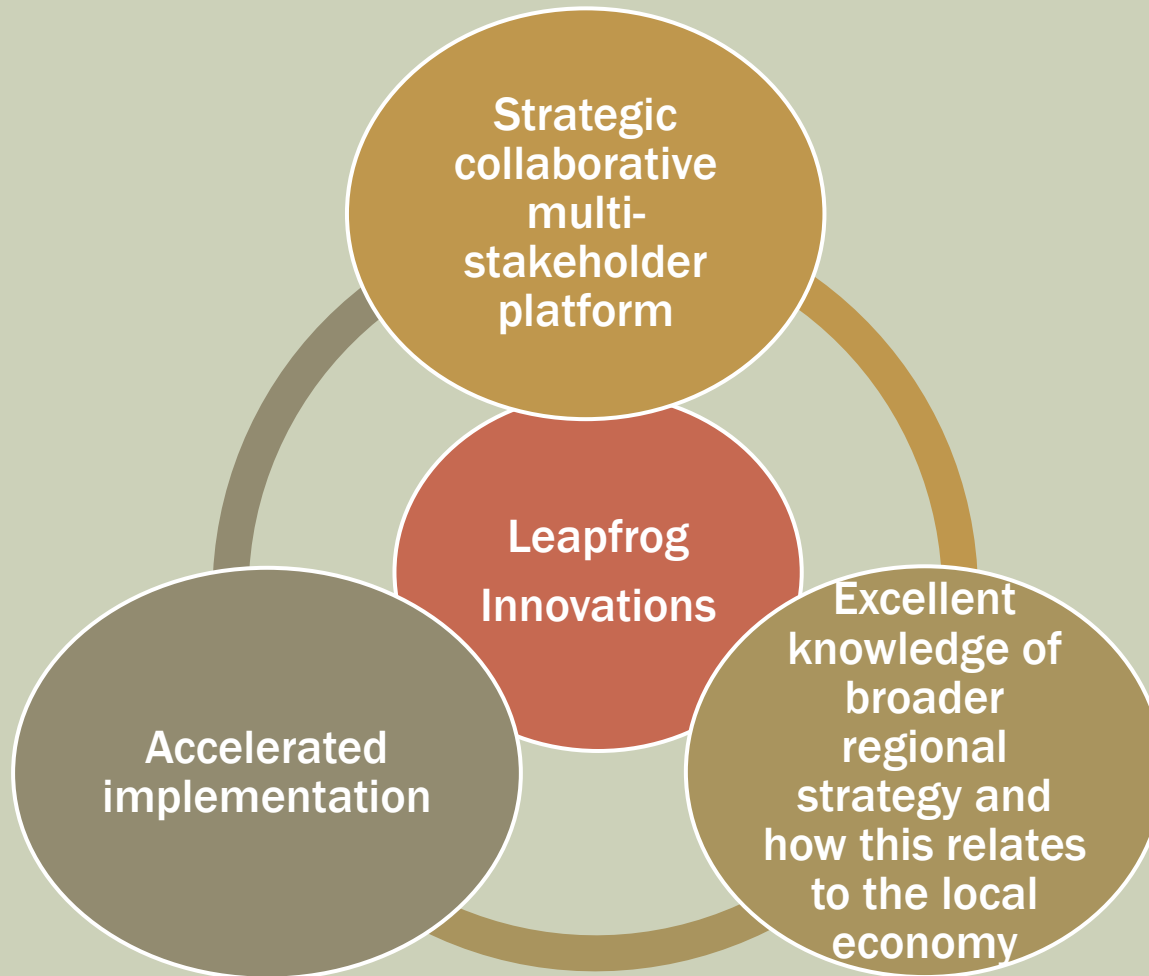 Strategic
collaborative
multi-
stakeholder
platform
Leapfrog
Innovations
Accelerated
implementation
Excellent
knowledge of
broader
regional
strategy and
how this relates
to the local
economy